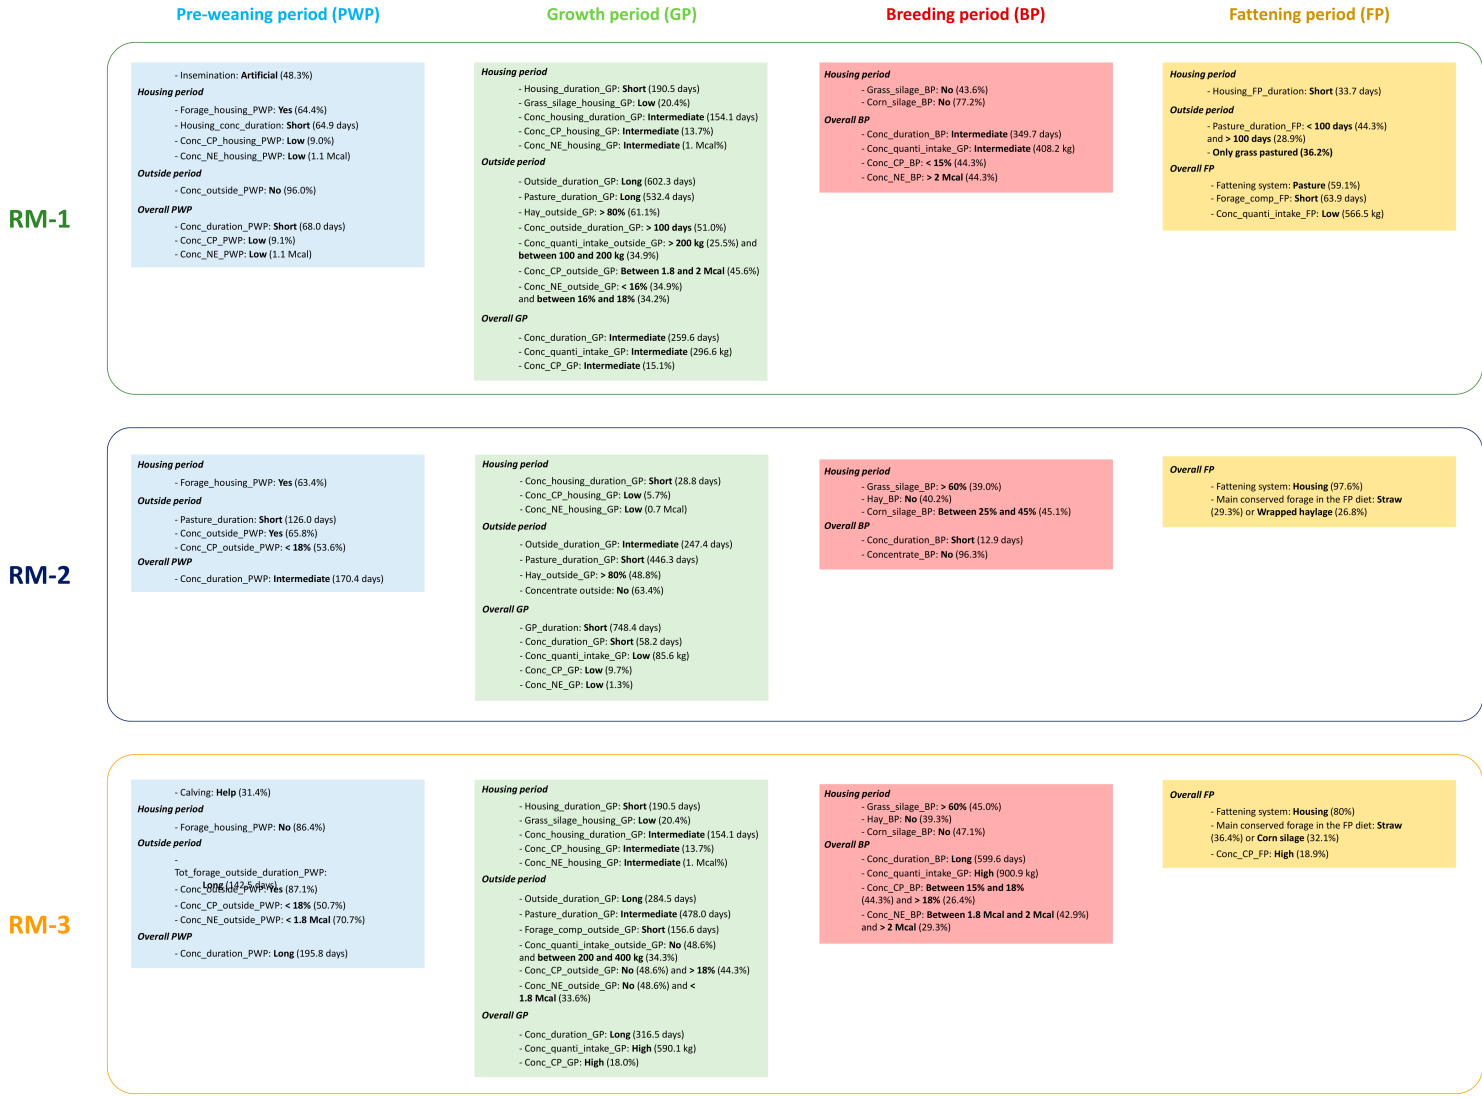 Pre-weaning period (PWP)
Growth period (GP)
Breeding period (BP)
Fattening period (FP)
RM-1
- Insemination: Artificial (48.3%)
Housing period
- Forage_housing_PWP: Yes (64.4%)
- Housing_conc_duration: Short (64.9 days)
- Conc_CP_housing_PWP: Low (9.0%)
- Conc_NE_housing_PWP: Low (1.1 Mcal)
Outside period
- Conc_outside_PWP: No (96.0%)
Overall PWP
- Conc_duration_PWP: Short (68.0 days)
- Conc_CP_PWP: Low (9.1%)
- Conc_NE_PWP: Low (1.1 Mcal)
Housing period
- Housing_duration_GP: Short (190.5 days)
- Grass_silage_housing_GP: Low (20.4%)
- Conc_housing_duration_GP: Intermediate (154.1 days)
- Conc_CP_housing_GP: Intermediate (13.7%)
- Conc_NE_housing_GP: Intermediate (1. Mcal%)
Outside period
- Outside_duration_GP: Long (602.3 days)
- Pasture_duration_GP: Long (532.4 days)
- Hay_outside_GP: > 80% (61.1%)
- Conc_outside_duration_GP: > 100 days (51.0%)
- Conc_quanti_intake_outside_GP: > 200 kg (25.5%) and
between 100 and 200 kg (34.9%)
- Conc_CP_outside_GP: Between 1.8 and 2 Mcal (45.6%)
- Conc_NE_outside_GP: < 16% (34.9%)
and between 16% and 18% (34.2%)
Overall GP
- Conc_duration_GP: Intermediate (259.6 days)
- Conc_quanti_intake_GP: Intermediate (296.6 kg)
- Conc_CP_GP: Intermediate (15.1%)
Housing period
- Grass_silage_BP: No (43.6%)
- Corn_silage_BP: No (77.2%)
Overall BP
- Conc_duration_BP: Intermediate (349.7 days)
- Conc_quanti_intake_GP: Intermediate (408.2 kg)
- Conc_CP_BP: < 15% (44.3%)
- Conc_NE_BP: > 2 Mcal (44.3%)
Housing period
- Housing_FP_duration: Short (33.7 days)
Outside period
- Pasture_duration_FP: < 100 days (44.3%)
and > 100 days (28.9%)
- Only grass pastured (36.2%)
Overall FP
- Fattening system: Pasture (59.1%)
- Forage_comp_FP: Short (63.9 days)
- Conc_quanti_intake_FP: Low (566.5 kg)
RM-2
Housing period
- Forage_housing_PWP: Yes (63.4%)
Outside period
- Pasture_duration: Short (126.0 days)
- Conc_outside_PWP: Yes (65.8%)
- Conc_CP_outside_PWP: < 18% (53.6%)
Overall PWP
- Conc_duration_PWP: Intermediate (170.4 days)
Housing period
- Conc_housing_duration_GP: Short (28.8 days)
- Conc_CP_housing_GP: Low (5.7%)
- Conc_NE_housing_GP: Low (0.7 Mcal)
Outside period
- Outside_duration_GP: Intermediate (247.4 days)
- Pasture_duration_GP: Short (446.3 days)
- Hay_outside_GP: > 80% (48.8%)
- Concentrate outside: No (63.4%)
Overall GP
- GP_duration: Short (748.4 days)
- Conc_duration_GP: Short (58.2 days)
- Conc_quanti_intake_GP: Low (85.6 kg)
- Conc_CP_GP: Low (9.7%)
- Conc_NE_GP: Low (1.3%)
Housing period
- Grass_silage_BP: > 60% (39.0%)
- Hay_BP: No (40.2%)
- Corn_silage_BP: Between 25% and 45% (45.1%)
Overall BP
- Conc_duration_BP: Short (12.9 days)
- Concentrate_BP: No (96.3%)
Overall FP
- Fattening system: Housing (97.6%)
- Main conserved forage in the FP diet: Straw
(29.3%) or Wrapped haylage (26.8%)
RM-3
- Calving: Help (31.4%)
Housing period
- Forage_housing_PWP: No (86.4%)
Outside period
-
Tot_forage_outside_duration_PWP:
Long (142.5 days)
- Conc_outside_PWP: Yes (87.1%)
- Conc_CP_outside_PWP: < 18% (50.7%)
- Conc_NE_outside_PWP: < 1.8 Mcal (70.7%)
Overall PWP
- Conc_duration_PWP: Long (195.8 days)
Housing period
- Housing_duration_GP: Short (190.5 days)
- Grass_silage_housing_GP: Low (20.4%)
- Conc_housing_duration_GP: Intermediate (154.1 days)
- Conc_CP_housing_GP: Intermediate (13.7%)
- Conc_NE_housing_GP: Intermediate (1. Mcal%)
Outside period
- Outside_duration_GP: Long (284.5 days)
- Pasture_duration_GP: Intermediate (478.0 days)
- Forage_comp_outside_GP: Short (156.6 days)
- Conc_quanti_intake_outside_GP: No (48.6%)
and between 200 and 400 kg (34.3%)
- Conc_CP_outside_GP: No (48.6%) and > 18% (44.3%)
- Conc_NE_outside_GP: No (48.6%) and <
1.8 Mcal (33.6%)
Overall GP
- Conc_duration_GP: Long (316.5 days)
- Conc_quanti_intake_GP: High (590.1 kg)
- Conc_CP_GP: High (18.0%)
Housing period
- Grass_silage_BP: > 60% (45.0%)
- Hay_BP: No (39.3%)
- Corn_silage_BP: No (47.1%)
Overall BP
- Conc_duration_BP: Long (599.6 days)
- Conc_quanti_intake_GP: High (900.9 kg)
- Conc_CP_BP: Between 15% and 18%
(44.3%) and > 18% (26.4%)
- Conc_NE_BP: Between 1.8 Mcal and 2 Mcal (42.9%)
and > 2 Mcal (29.3%)
Overall FP
- Fattening system: Housing (80%)
- Main conserved forage in the FP diet: Straw
(36.4%) or Corn silage (32.1%)
- Conc_CP_FP: High (18.9%)